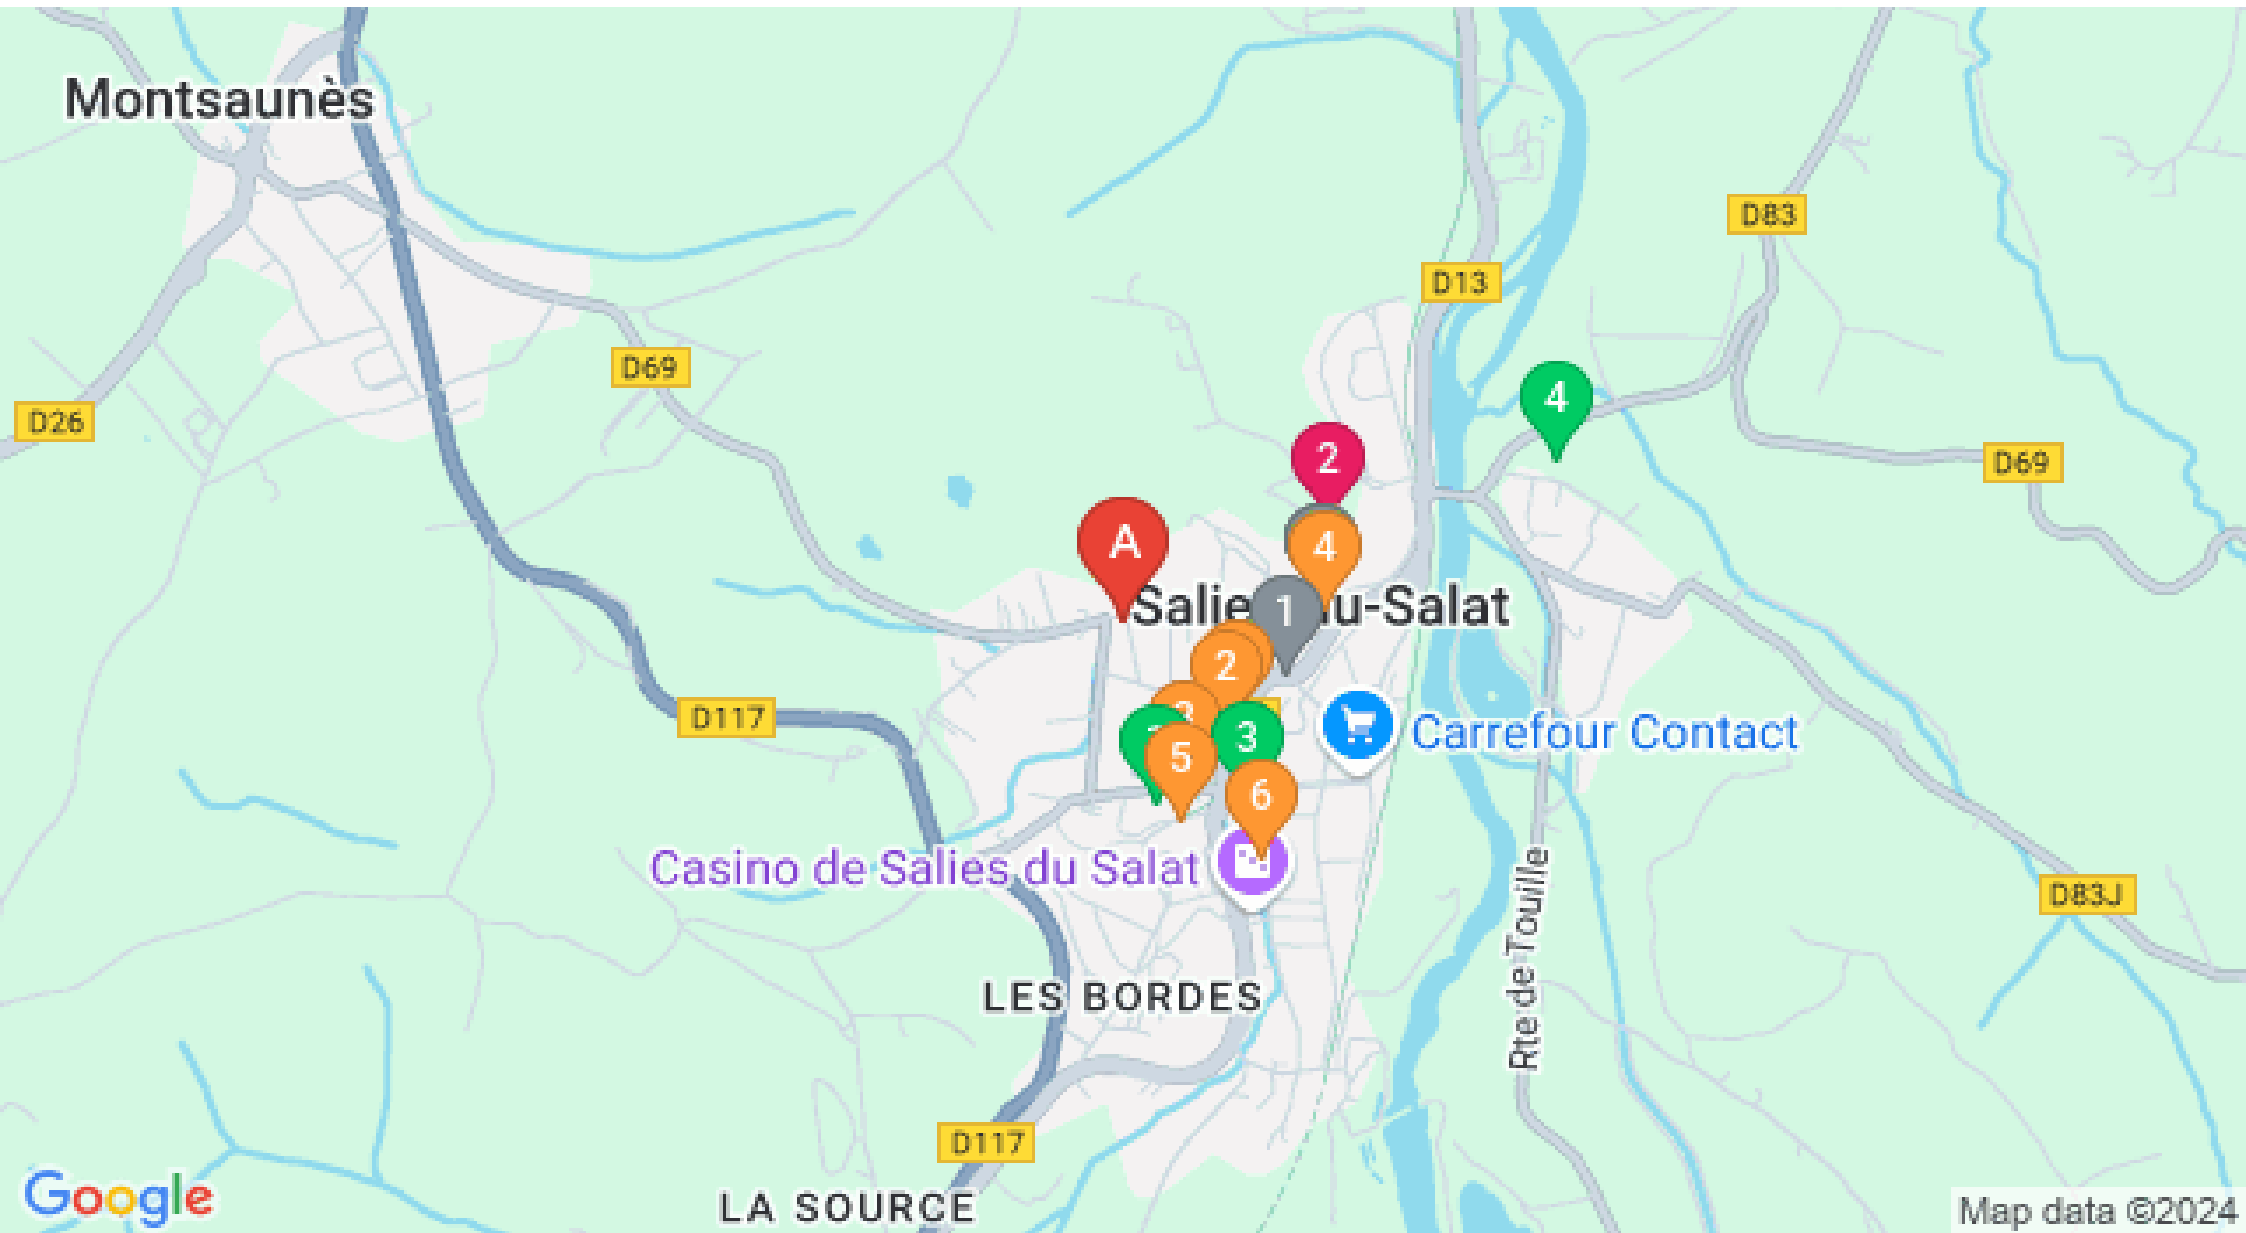 Montsaunès
D83
D13
D69
4
D26
2
D69
A
4
Salie
1
u-Salat
2
3
D117
3
Carrefour Contact
5
6
Casino de Salies du Salat
D83J
Rte de Touille
LES BORDES
D117
Google
LA SOURCE
Map data ©2024